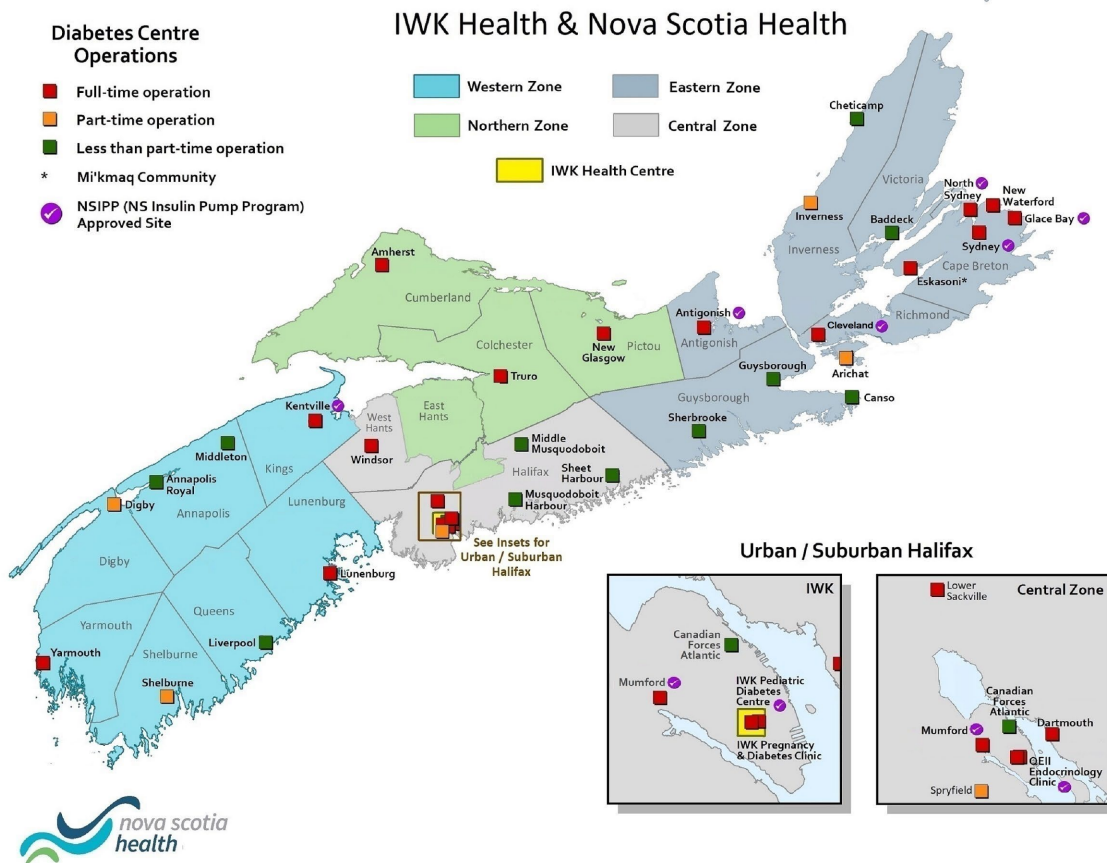 IWK Health & Nova Scotia Health
Diabetes Centre
Operations
Full-time operation
Part-time operation
Less than part-time operation
* Mi'kmaq Community
NSIPP (NS Insulin Pump Program)
Approved Site
Western Zone
Eastern Zone
Northern Zone
Central Zone
IWK Health Centre
Cheticamp
Victoria
North
Sydney
New
Waterford
Inverness
Baddeck
Glace Bay
Sydney
Inverness
Amherst
Cape Breton
Eskasoni*
Cumberland
Richmond
Antigonish
Cleveland
Colchester
New
Glasgow
Pictou
Antigonish
Arichat
Guysborough
Truro
Guysborough
Canso
Kentville
West
Hants
East
Hants
Sherbrooke
Middle
Musquodoboit
Windsor
Middleton
Kings
Halifax
Sheet
Harbour
Annapolis
Royal
Musquodoboit
Harbour
Digby
Annapolis
Lunenburg
See Insets for
Urban / Suburban
Halifax
Digby
Lunenburg
Queens
Yarmouth
Liverpool
Shelburne
Yarmouth
Shelburne
Urban / Suburban Halifax
IWK
Canadian
Forces
Atlantic
Mumford
IWK Pediatric
Diabetes
Centre
IWK Pregnancy
& Diabetes Clinic
Central Zone
Lower
Sackville
Canadian
Forces
Atlantic
Mumford
Dartmouth
QEII
Endocrinology
Clinic
Spryfield
nova scotia
health